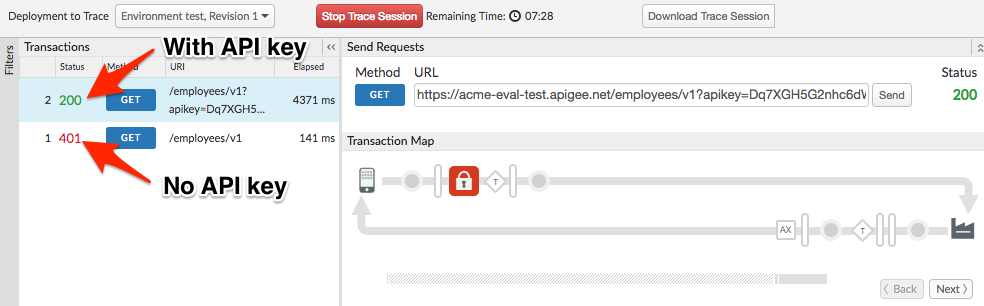 Deployment to Trace Environment test, Revision 1 Stop Trace Session Remaining Time: 07:28 Download Trace Session
Filters
Transactions
With API key
Status Method URI Elapsed
2 200 GET /employees/v1?
apikey=Dq7XGH5... 4371 ms
1 401 GET /employees/v1 141 ms
No API key
Send Requests
Method URL Status
GET https://acme-eval-test.apigee.net/employees/v1?apikey=Dq7XGH5G2nhc6dV Send 200
Transaction Map
T
AX T
Back Next